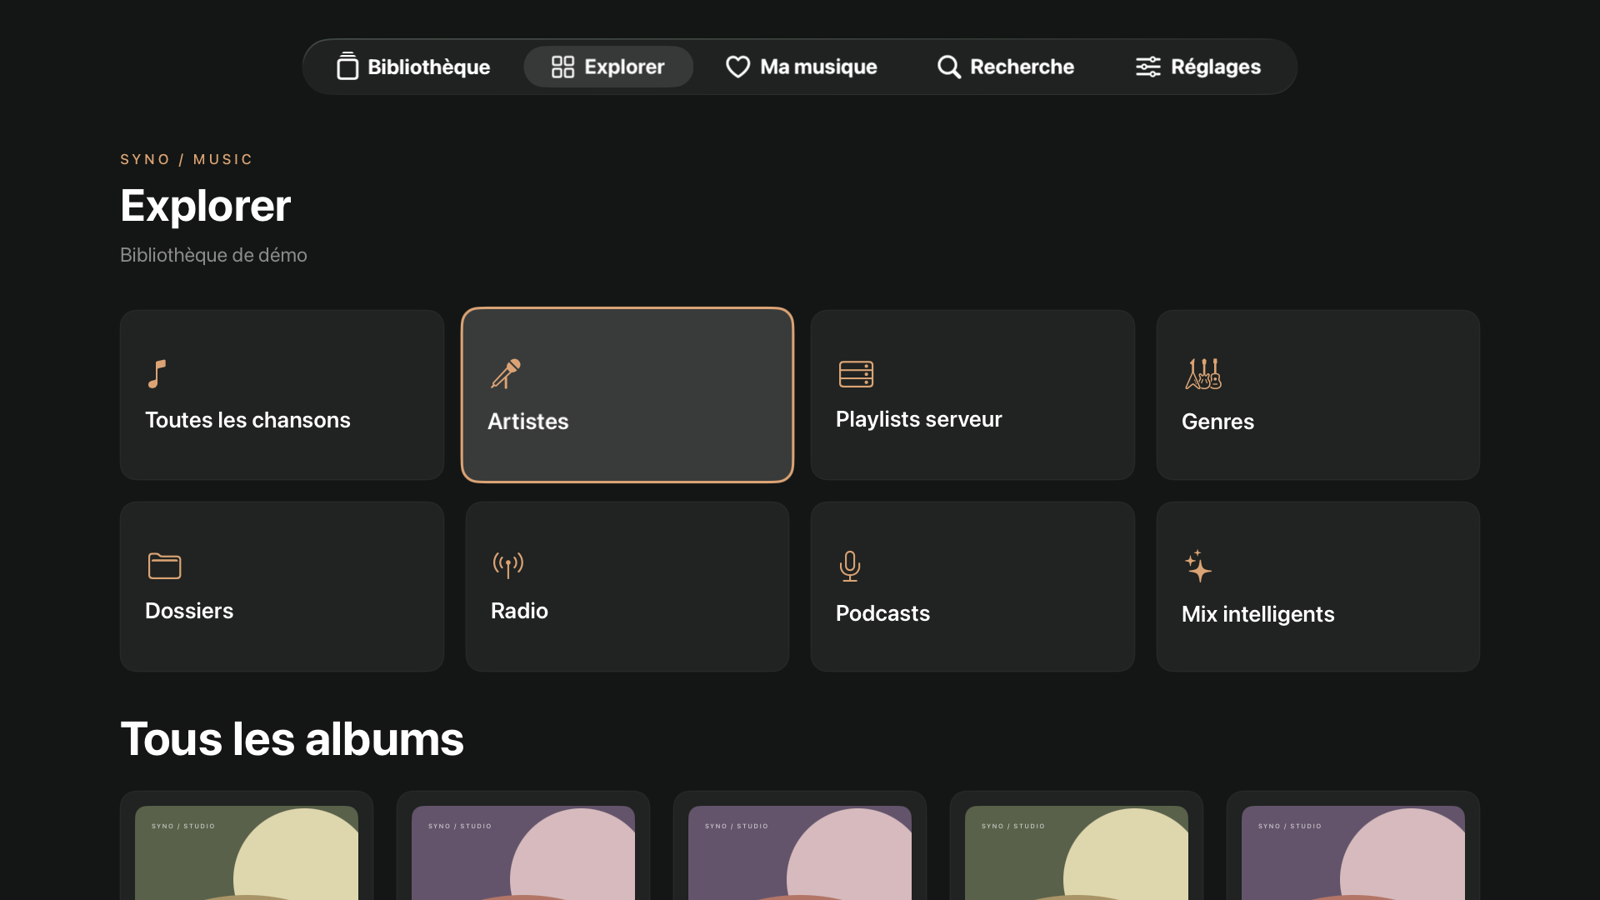 Bibliothèque
Explorer
Ma musique
Recherche
Réglages
SYNO / MUSIC
Explorer
Bibliothèque de démo
Toutes les chansons
Artistes
Playlists serveur
Genres
Dossiers
Radio
Podcasts
Mix intelligents
Tous les albums
SYNO / STUDIO
SYNO / STUDIO
SYNO / STUDIO
SYNO / STUDIO
SYNO / STUDIO